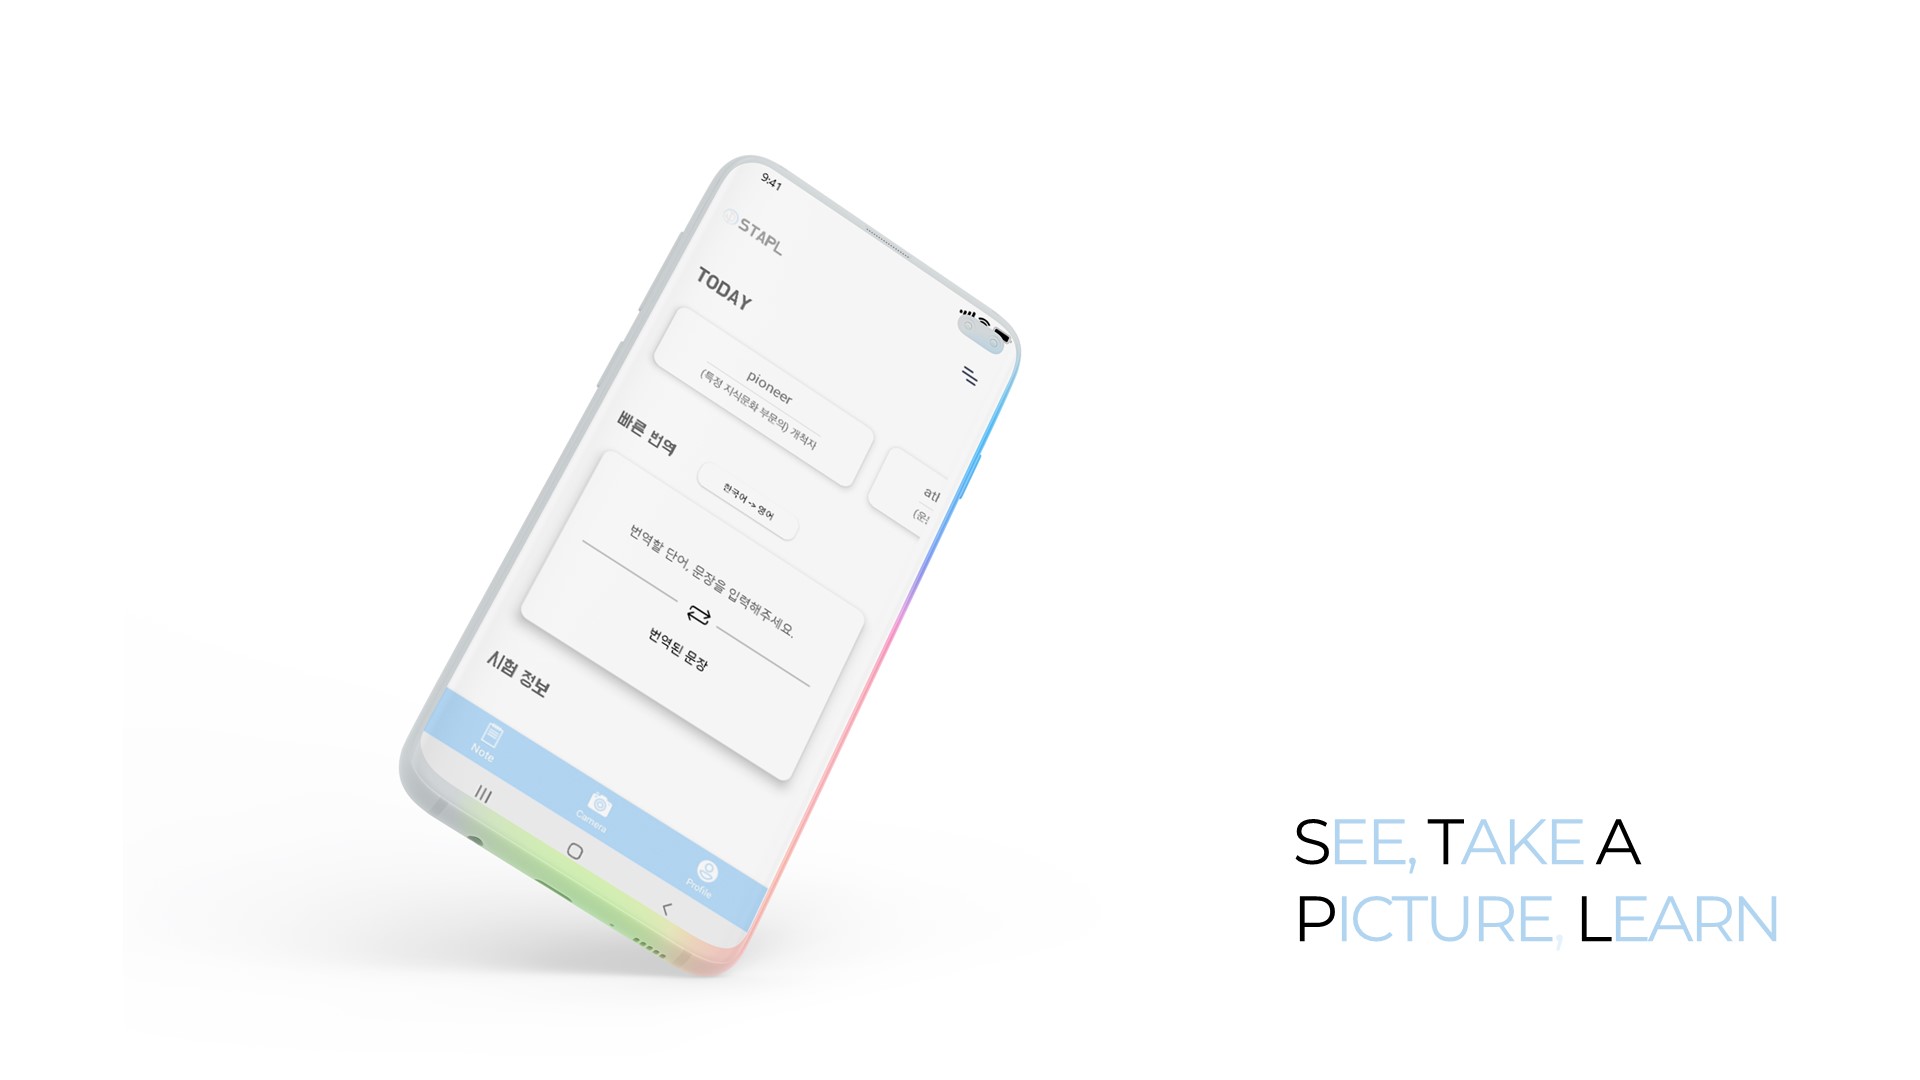 9:41
STAPL
TODAY
pioneer
(특정 지식문화 부문의) 개척자
빠른 번역
한국어 -> 영어
번역할 단어, 문장을 입력해주세요.
번역된 문장
시험 정보
Note
Camera
Profile
SEE, TAKE A
PICTURE, LEARN